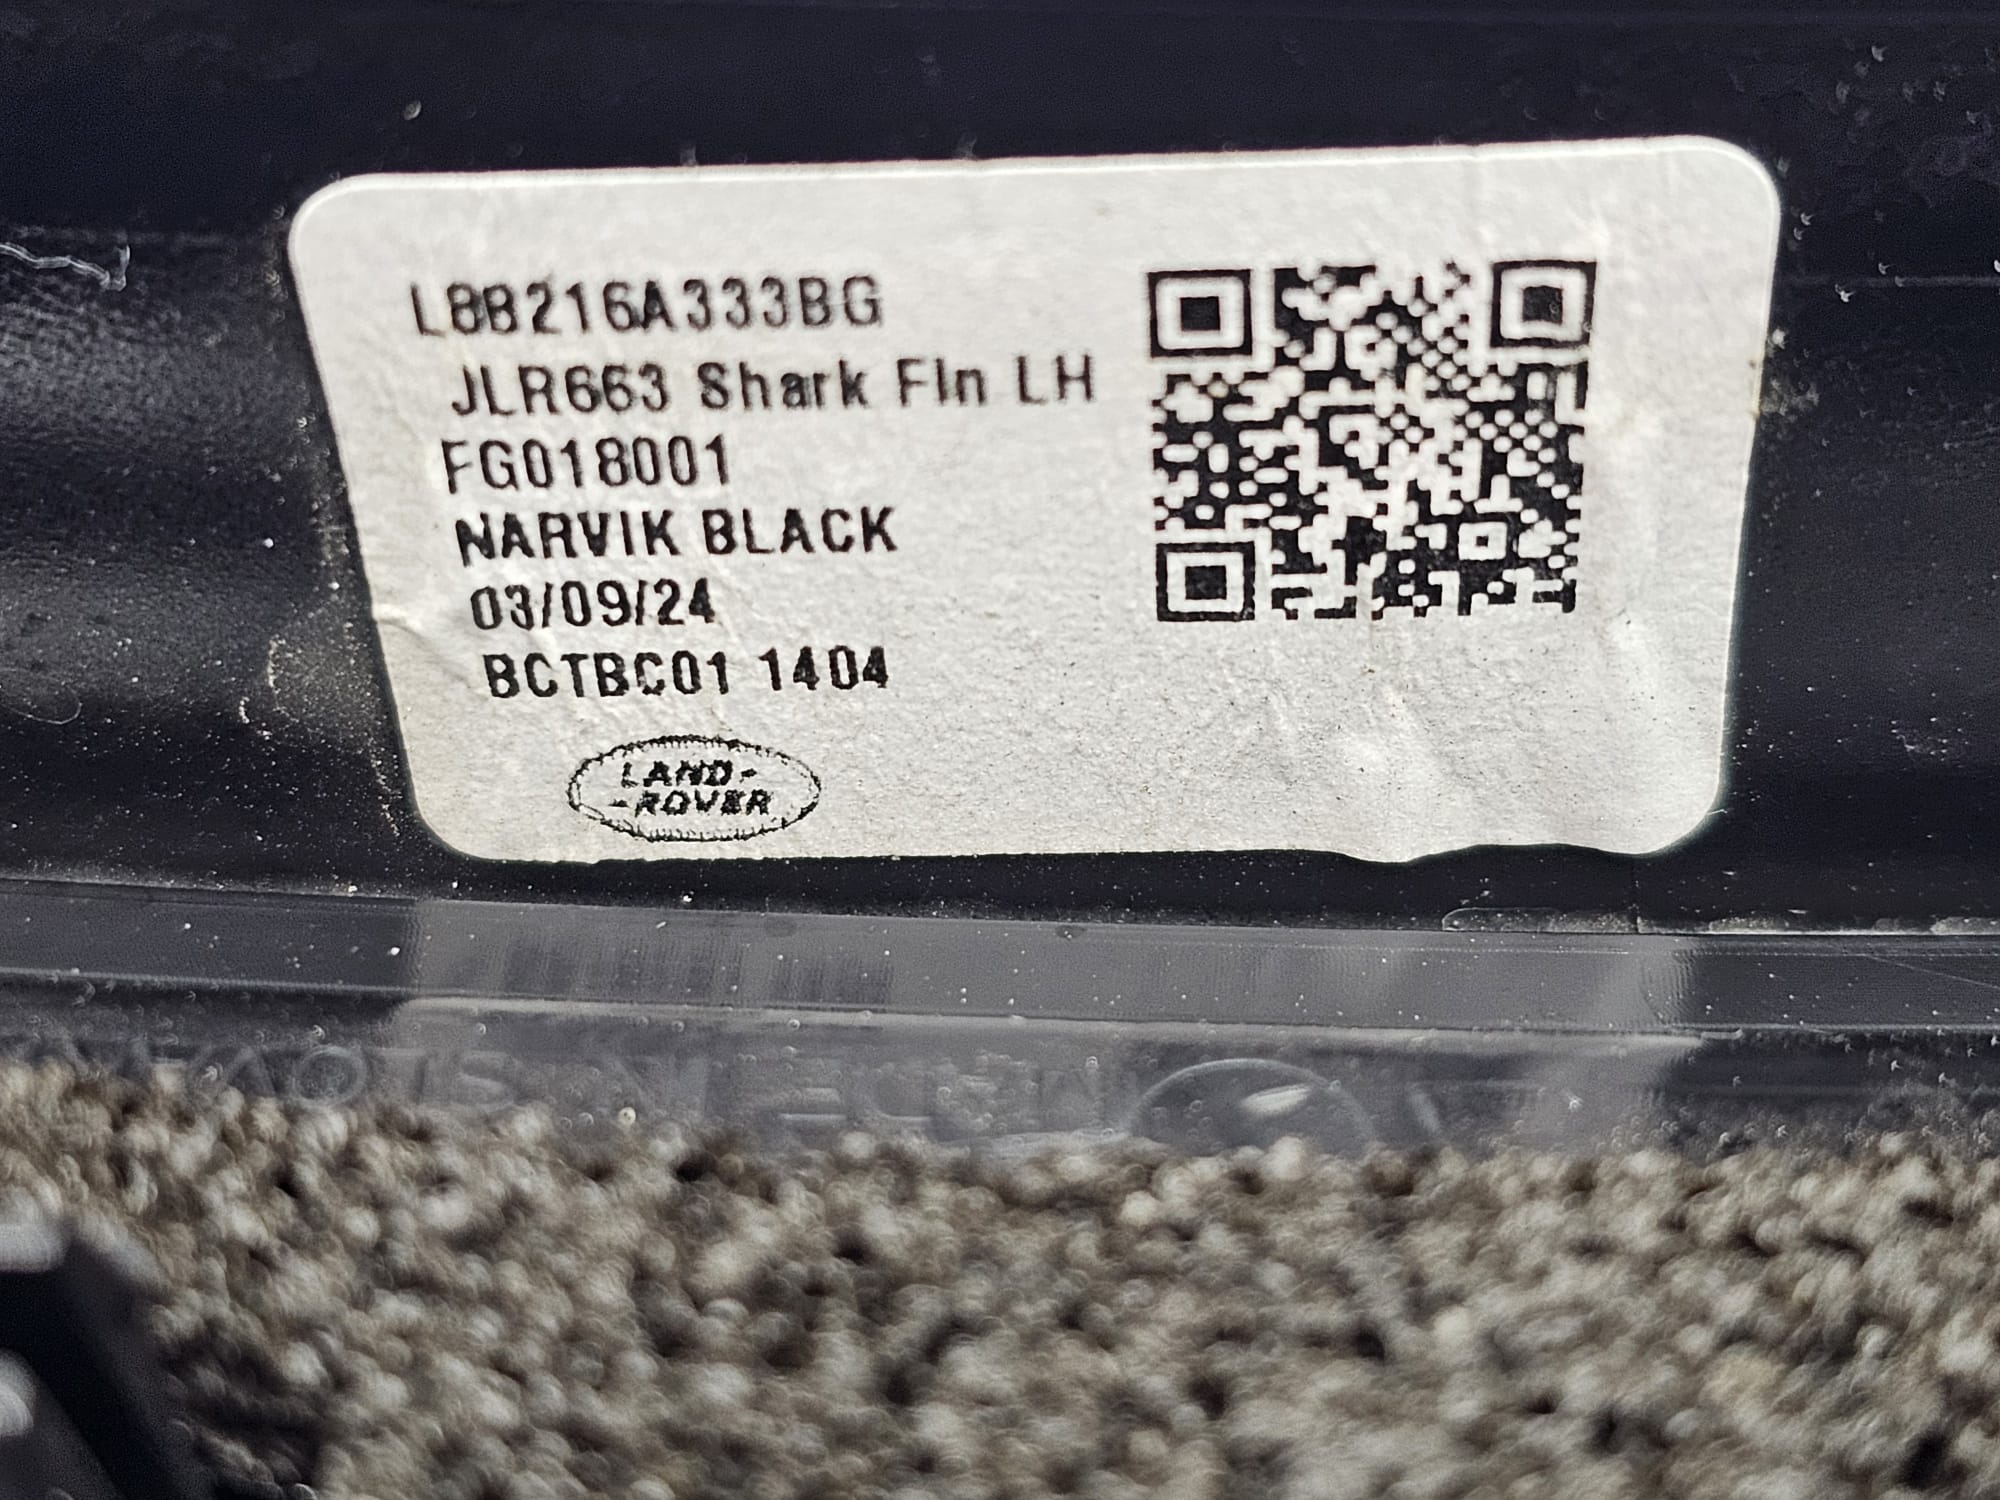 L8B216A333BG
JLR663 Shark Fin LH
FG018001
NARVIK BLACK
03/09/24
BCTBC01 1404
LAND-
-ROVER